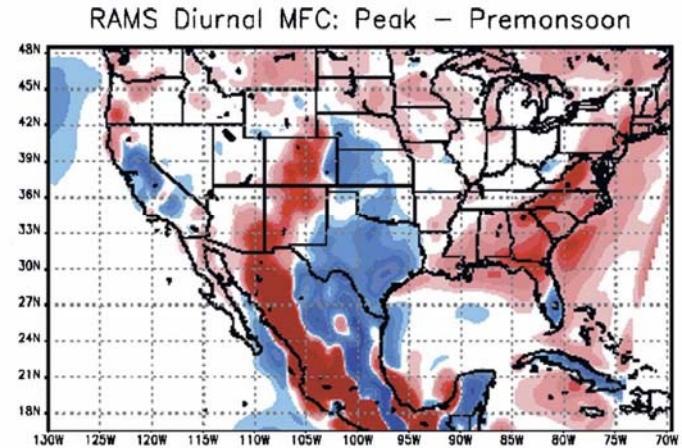 RAMS Diurnal MFC: Peak – Premonsoon
48N
45N
42N
39N
36N
33N
30N
27N
24N
21N
18N
130W 125W 120W 115W 110W 105W 100W 95W 90W 85W 80W 75W 70W